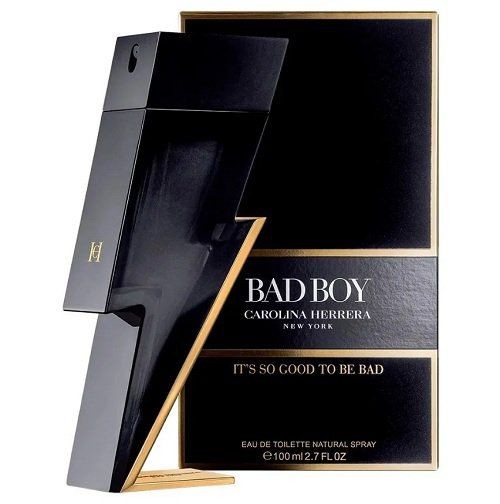 CH
BAD BOY
CAROLINA HERRERA
NEW YORK
IT'S SO GOOD TO BE BAD
EAU DE TOILETTE NATURAL SPRAY
℮100 ml 2.7 FL OZ